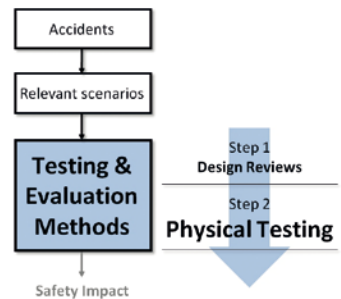 Accidents
Relevant scenarios
Testing &
Evaluation
Methods
Safety Impact
Step 1
Design Reviews
Step 2
Physical Testing